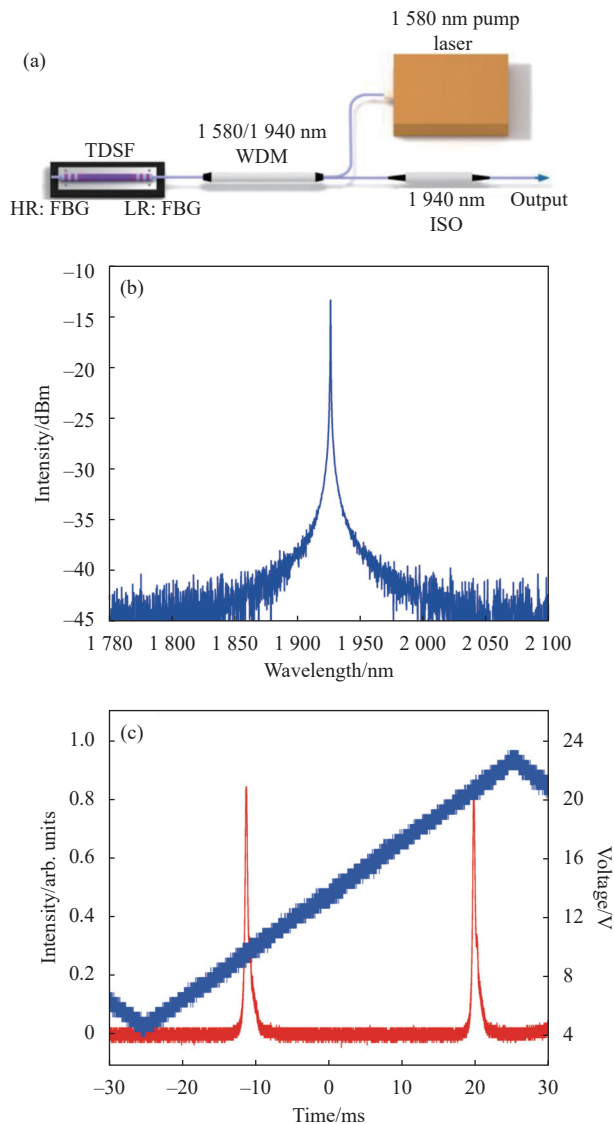 (a)
1 580 nm pump
laser
1 580/1 940 nm
WDM
TDSF
HR: FBG
LR: FBG
1 940 nm
ISO
Output
(b)
–10
–15
–20
–25
–30
–35
–40
–45
Intensity/dBm
1 780
1 800
1 850
1 900
1 950
2 000
2 050
2 100
Wavelength/nm
(c)
1.0
0.8
0.6
0.4
0.2
0
Intensity/arb. units
24
20
16
12
8
4
Voltage/V
–30
–20
–10
0
10
20
30
Time/ms